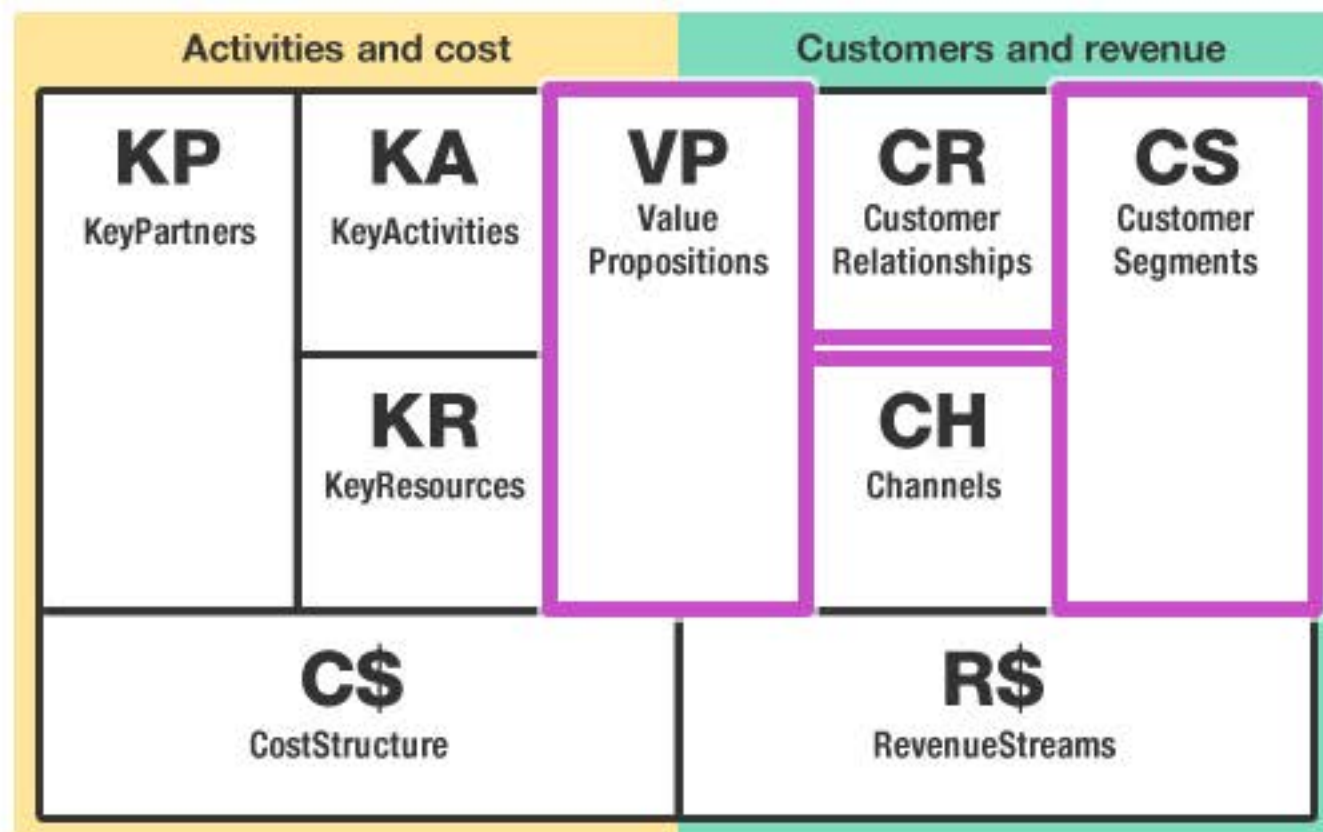 Activities and cost
Customers and revenue
KP
KeyPartners
KA
KeyActivities
KR
KeyResources
VP
Value
Propositions
CR
Customer
Relationships
CH
Channels
CS
Customer
Segments
C$
CostStructure
R$
RevenueStreams